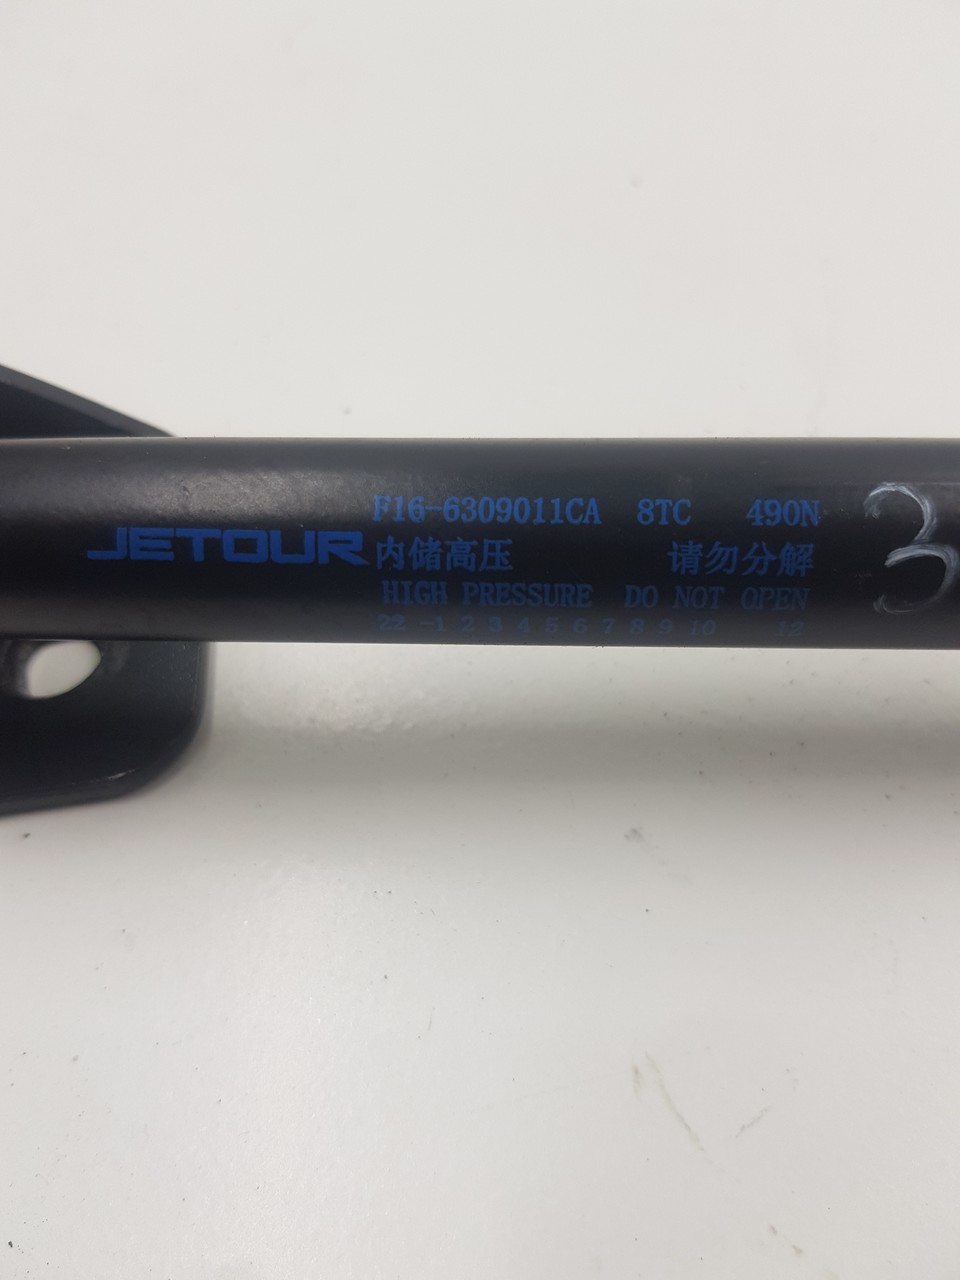 F16-6309011CA 8TC 490N
JETOUR 内储高压 请勿分解
HIGH PRESSURE DO NOT OPEN
22 -1 2 3 4 5 6 7 8 9 10 12
3